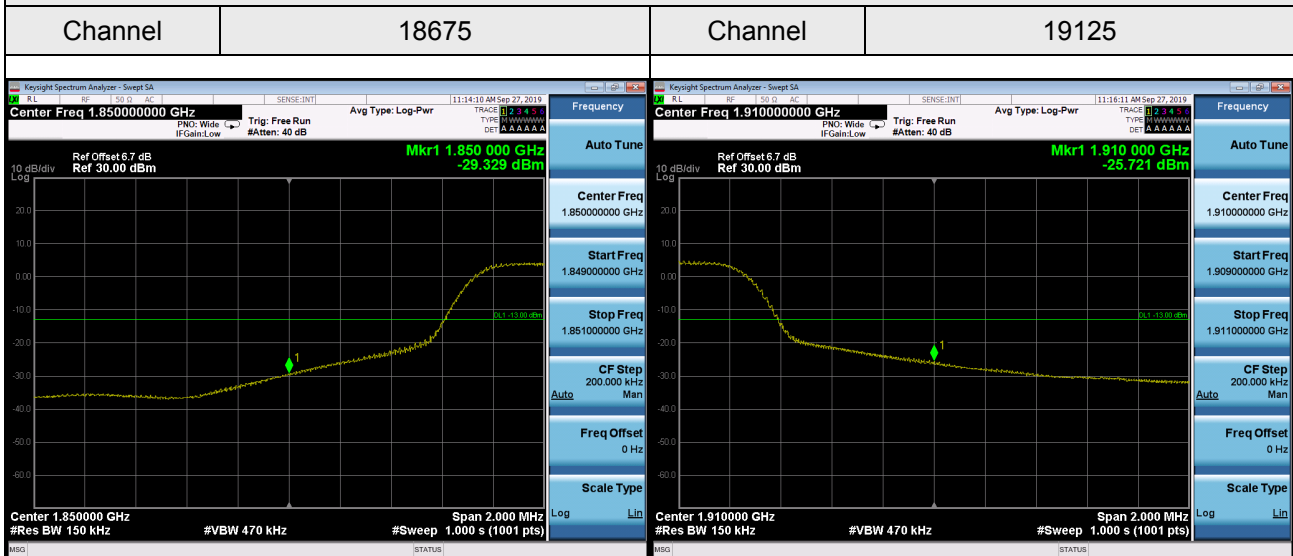 Channel 18675 Channel 19125
Keysight Spectrum Analyzer - Swept SA
LXI RL RF 50 Ω AC SENSE:INT 11:14:10 AM Sep 27, 2019
Center Freq 1.850000000 GHz
PNO: Wide
IFGain:Low
Trig: Free Run
#Atten: 40 dB
Avg Type: Log-Pwr
TRACE 1 2 3 4 5 6
TYPE M W W W W W
DET A A A A A A
Ref Offset 6.7 dB
Ref 30.00 dBm
10 dB/div
Log
Mkr1 1.850 000 GHz
-29.329 dBm
20.0
10.0
0.00
-10.0
-20.0
-30.0
-40.0
-50.0
-60.0
DL1 -13.00 dBm
1
Center 1.850000 GHz
Span 2.000 MHz
#Res BW 150 kHz
#VBW 470 kHz
#Sweep 1.000 s (1001 pts)
MSG
STATUS
Frequency
Auto Tune
Center Freq
1.850000000 GHz
Start Freq
1.849000000 GHz
Stop Freq
1.851000000 GHz
CF Step
200.000 kHz
Auto Man
Freq Offset
0 Hz
Scale Type
Log Lin
Keysight Spectrum Analyzer - Swept SA
LXI RL RF 50 Ω AC SENSE:INT 11:16:11 AM Sep 27, 2019
Center Freq 1.910000000 GHz
PNO: Wide
IFGain:Low
Trig: Free Run
#Atten: 40 dB
Avg Type: Log-Pwr
TRACE 1 2 3 4 5 6
TYPE M W W W W W
DET A A A A A A
Ref Offset 6.7 dB
Ref 30.00 dBm
10 dB/div
Log
Mkr1 1.910 000 GHz
-25.721 dBm
20.0
10.0
0.00
-10.0
-20.0
-30.0
-40.0
-50.0
-60.0
DL1 -13.00 dBm
1
Center 1.910000 GHz
Span 2.000 MHz
#Res BW 150 kHz
#VBW 470 kHz
#Sweep 1.000 s (1001 pts)
MSG
STATUS
Frequency
Auto Tune
Center Freq
1.910000000 GHz
Start Freq
1.909000000 GHz
Stop Freq
1.911000000 GHz
CF Step
200.000 kHz
Auto Man
Freq Offset
0 Hz
Scale Type
Log Lin